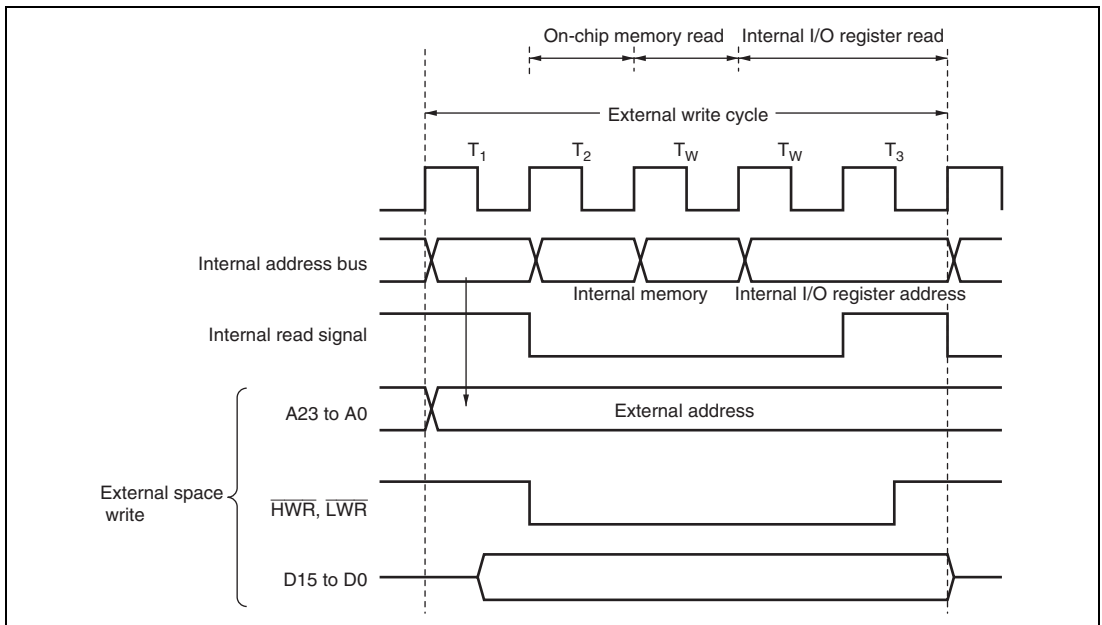 On-chip memory read Internal I/O register read
External write cycle
T1 T2 TW TW T3
Internal address bus
Internal memory Internal I/O register address
Internal read signal
A23 to A0 External address
External space
write
HWR, LWR
D15 to D0